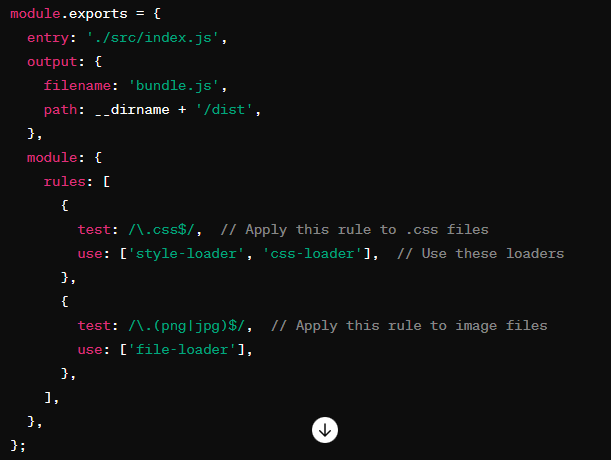 module.exports = {
  entry: './src/index.js',
  output: {
    filename: 'bundle.js',
    path: __dirname + '/dist',
  },
  module: {
    rules: [
      {
        test: /\.css$/,  // Apply this rule to .css files
        use: ['style-loader', 'css-loader'],  // Use these loaders
      },
      {
        test: /\.(png|jpg)$/,  // Apply this rule to image files
        use: ['file-loader'],
      },
    ],
  },
};